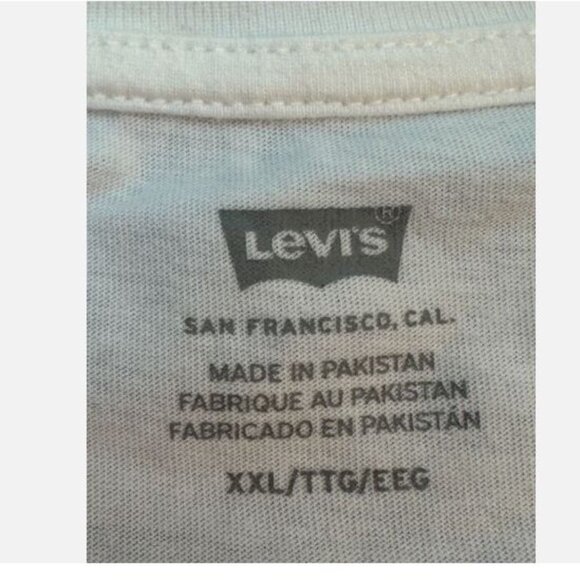 Levi's ®
SAN FRANCISCO, CAL.
MADE IN PAKISTAN
FABRIQUE AU PAKISTAN
FABRICADO EN PAKISTÁN
XXL/TTG/EEG